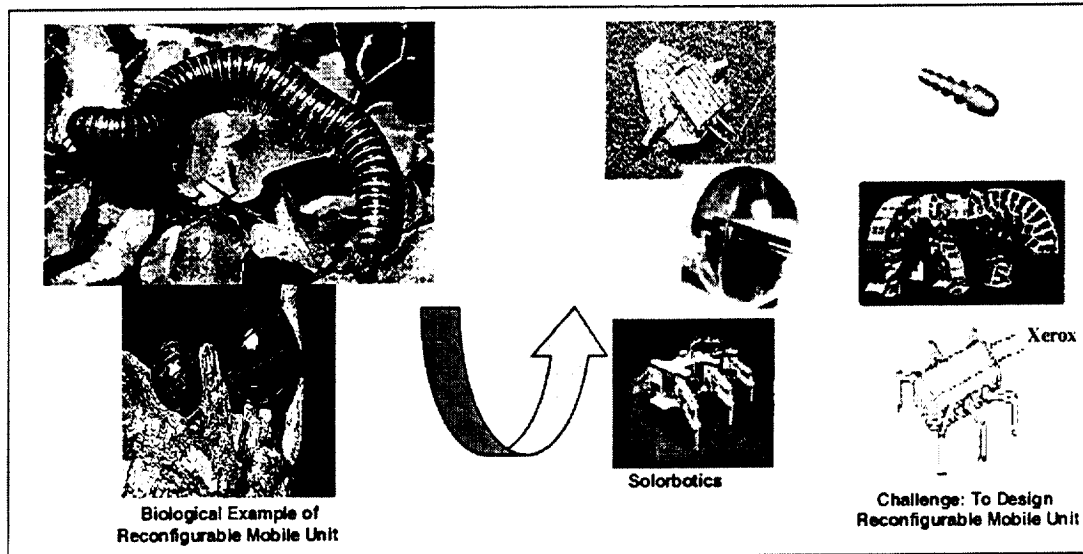 Xerox
Solorbotics
Biological Example of
Reconfigurable Mobile Unit
Challenge: To Design
Reconfigurable Mobile Unit